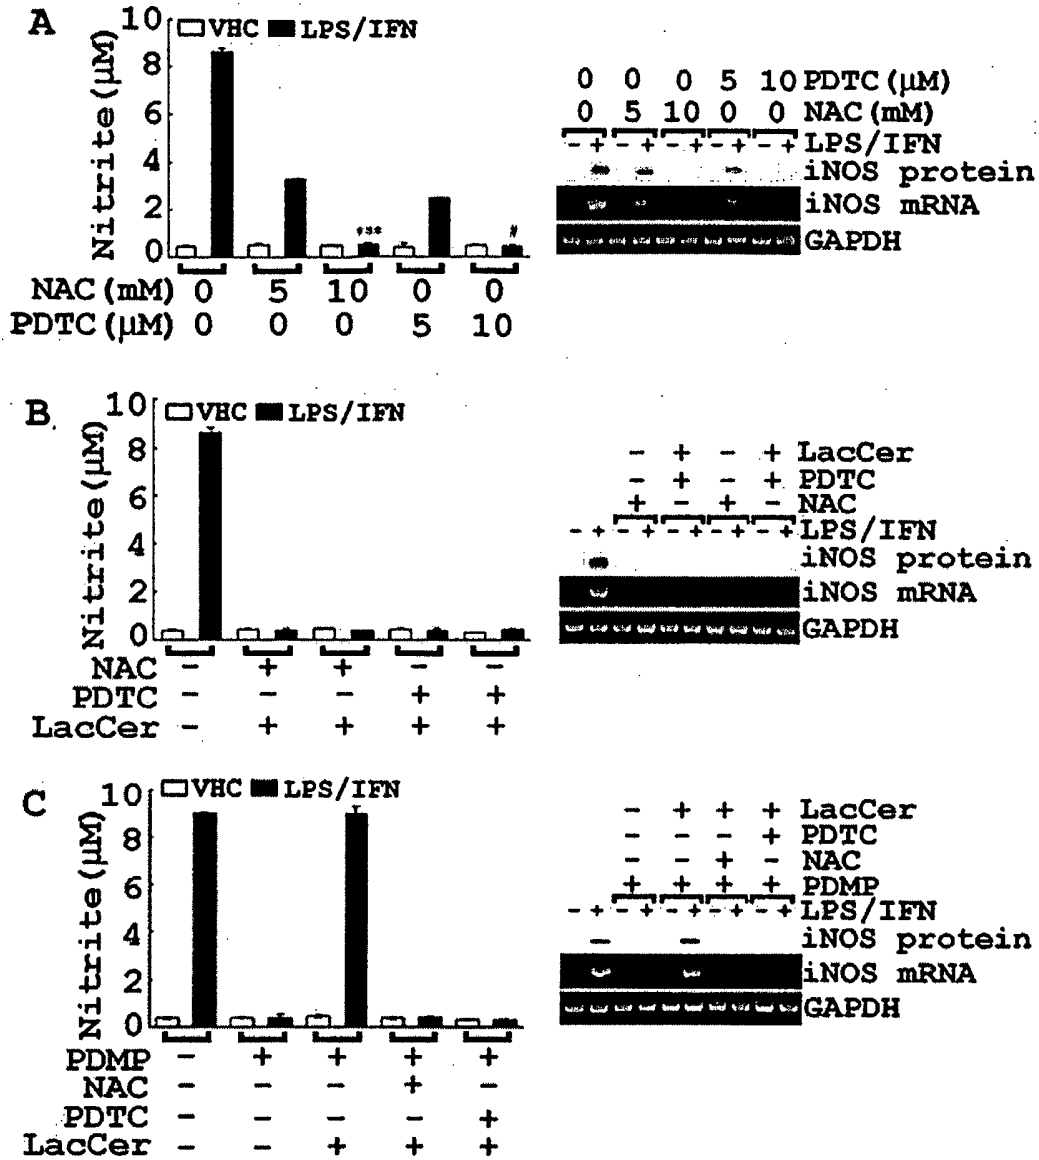 A
10 VHC LPS/IFN
8
6
4
2
0
Nitrite(µM)
NAC(mM) 0 5 10 0 0
PDTC(µM) 0 0 0 5 10
***
#
0 0 0 5 10 PDTC(µM)
0 5 10 0 0 NAC(mM)
- + - + - + - + - + LPS/IFN
iNOS protein
iNOS mRNA
GAPDH
B
10 VHC LPS/IFN
8
6
4
2
0
Nitrite(µM)
NAC - + + - -
PDTC - - - + +
LacCer - + + + +
- + - + LacCer
- + - + PDTC
+ - + - NAC
- + - + - + - + - + LPS/IFN
iNOS protein
iNOS mRNA
GAPDH
C
10 VHC LPS/IFN
8
6
4
2
0
Nitrite(µM)
PDMP - + + + +
NAC - - - + -
PDTC - - - - +
LacCer - - + + +
- + + + LacCer
- - - + PDTC
- - + - NAC
+ + + + PDMP
- + - + - + - + - + LPS/IFN
iNOS protein
iNOS mRNA
GAPDH